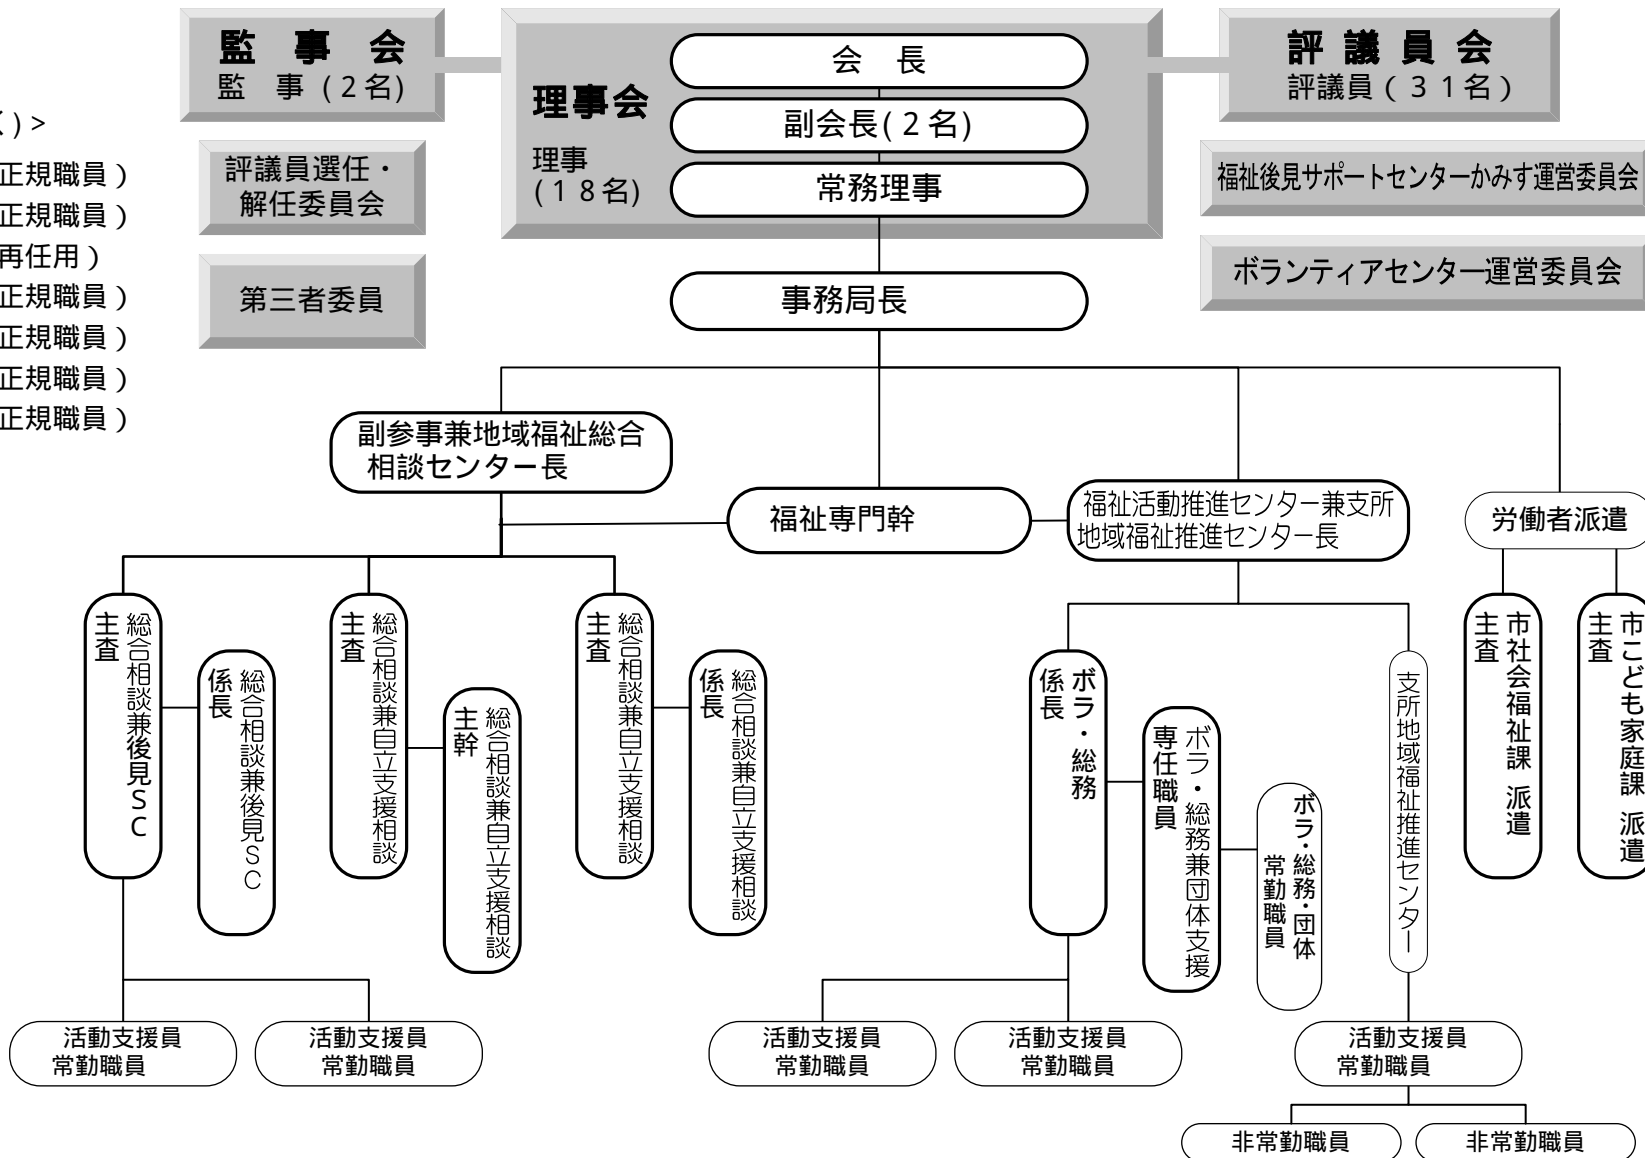 監事会
監 事 (２名)
理事会
理事
(１８名)
会 長
副会長(２名)
常務理事
評議員会
評議員(３１名)
)>
正規職員)
正規職員)
再任用)
正規職員)
正規職員)
正規職員)
正規職員)
評議員選任・
解任委員会
第三者委員
福祉後見サポートセンターかみす運営委員会
ボランティアセンター運営委員会
事務局長
副参事兼地域福祉総合
相談センター長
福祉専門幹
福祉活動推進センター兼支所
地域福祉推進センター長
労働者派遣
総合相談兼後見SC
主査
総合相談兼後見SC
係長
総合相談兼自立支援相談
主査
総合相談兼自立支援相談
主幹
総合相談兼自立支援相談
主査
総合相談兼自立支援相談
係長
ボラ・総務
係長
ボラ・総務兼団体支援
専任職員
ボラ・総務・団体
常勤職員
支所地域福祉推進センター
市社会福祉課 派遣
主査
市こども家庭課 派遣
主査
活動支援員
常勤職員
活動支援員
常勤職員
活動支援員
常勤職員
活動支援員
常勤職員
活動支援員
常勤職員
非常勤職員
非常勤職員